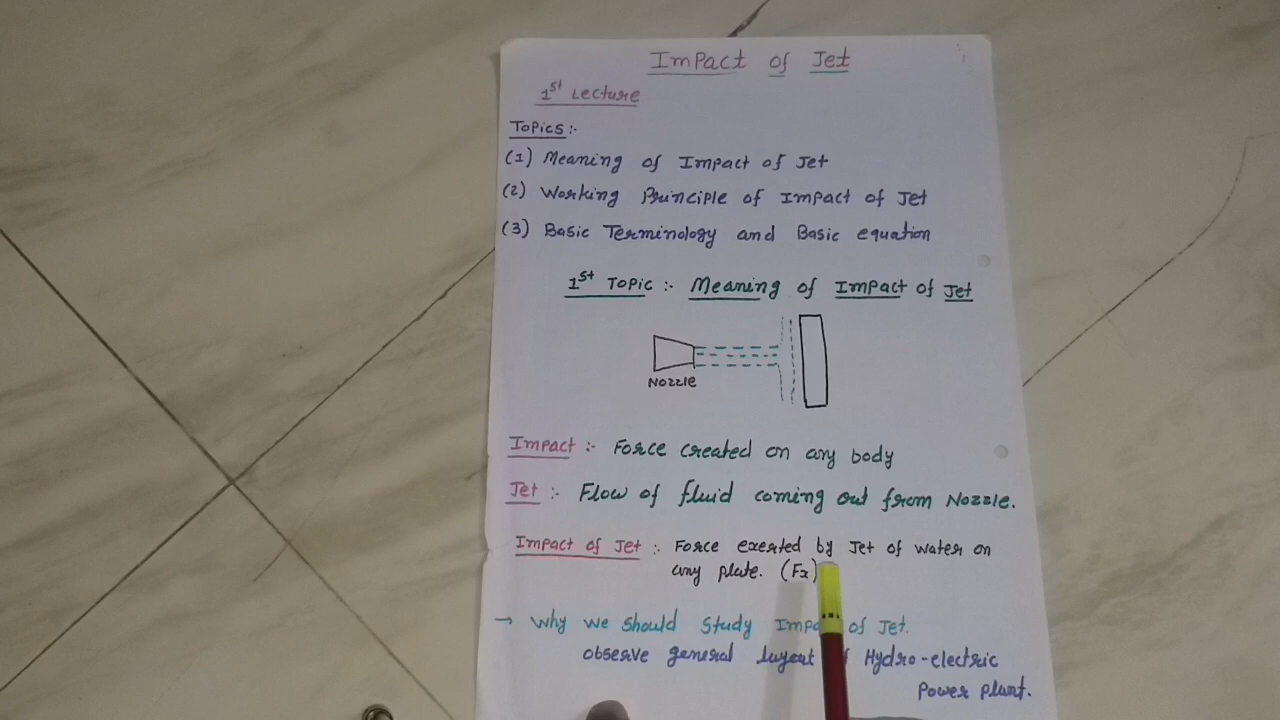 Impact of Jet
1st Lecture
Topics :-
(1) Meaning of Impact of Jet
(2) Working Principle of Impact of Jet
(3) Basic Terminology and Basic equation
1st Topic :- Meaning of Impact of Jet
Nozzle
Impact :- Force created on any body
Jet :- Flow of fluid coming out from Nozzle.
Impact of Jet :- Force exerted by Jet of water on
any plate. (Fx)
→ Why we should study of Jet.
observe general layout Hydro-electric
Power plant.